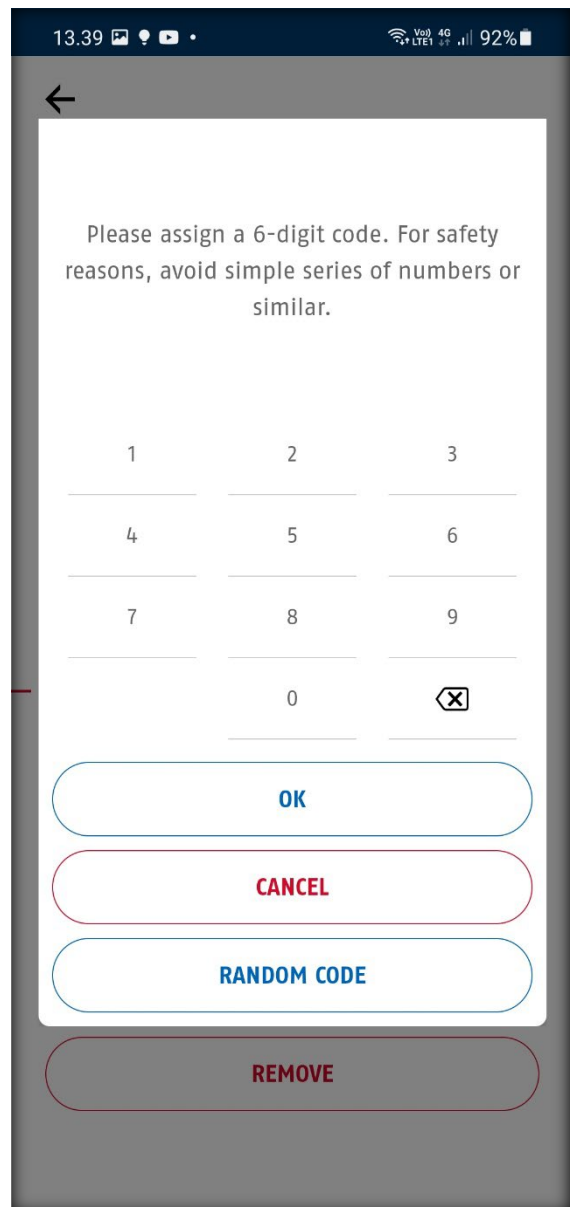 13.39 92%
Vo)) 4G
LTE1
Please assign a 6-digit code. For safety
reasons, avoid simple series of numbers or
similar.
1 2 3
4 5 6
7 8 9
0
OK
CANCEL
RANDOM CODE
REMOVE